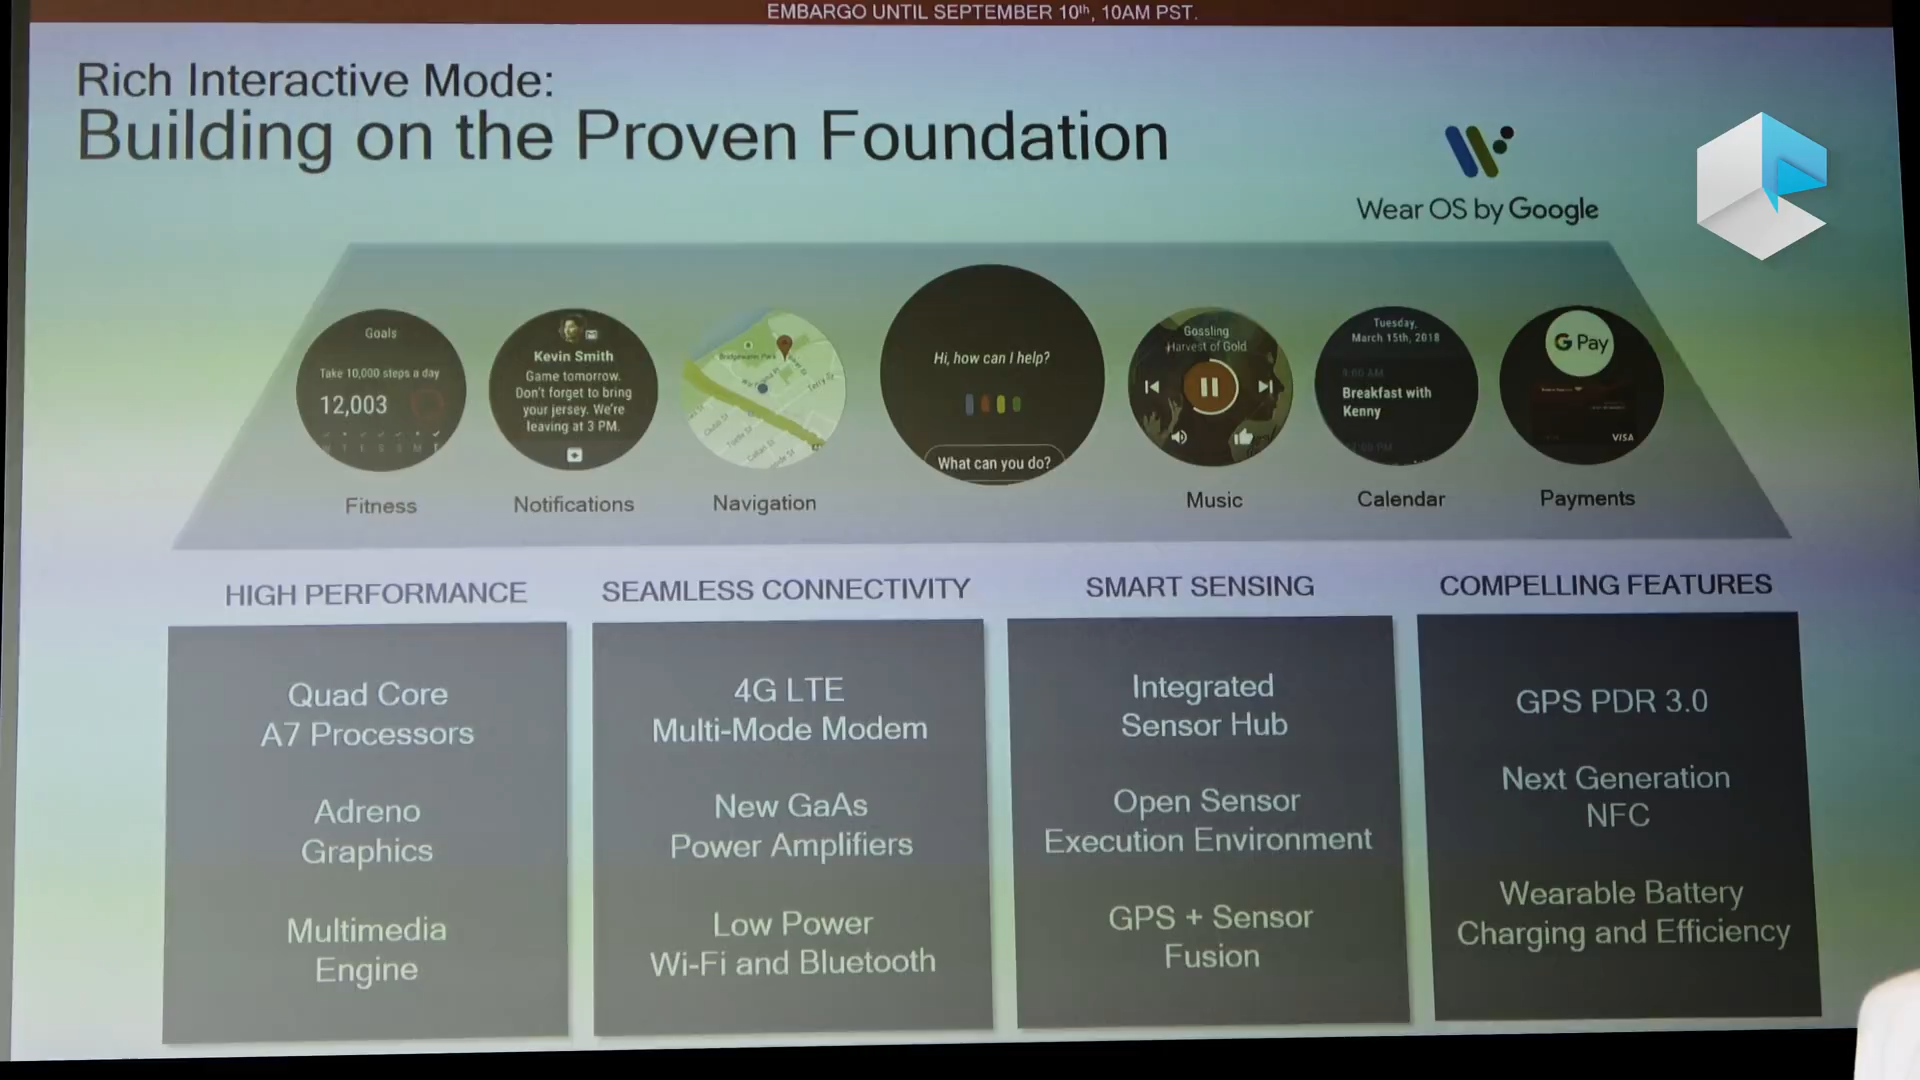 EMBARGO UNTIL SEPTEMBER 10th, 10AM PST.
Rich Interactive Mode:
Building on the Proven Foundation
Wear OS by Google
Goals
Take 10,000 steps a day
12,003
Kevin Smith
Game tomorrow.
Don't forget to bring
your jersey. We're
leaving at 3 PM.
Bridgewater Park
Hi, how can I help?
What can you do?
Gossling
Harvest of Gold
Tuesday,
March 15th, 2018
9:00 AM
Breakfast with
Kenny
G Pay
VISA
Fitness
Notifications
Navigation
Music
Calendar
Payments
HIGH PERFORMANCE
Quad Core
A7 Processors
Adreno
Graphics
Multimedia
Engine
SEAMLESS CONNECTIVITY
4G LTE
Multi-Mode Modem
New GaAs
Power Amplifiers
Low Power
Wi-Fi and Bluetooth
SMART SENSING
Integrated
Sensor Hub
Open Sensor
Execution Environment
GPS + Sensor
Fusion
COMPELLING FEATURES
GPS PDR 3.0
Next Generation
NFC
Wearable Battery
Charging and Efficiency